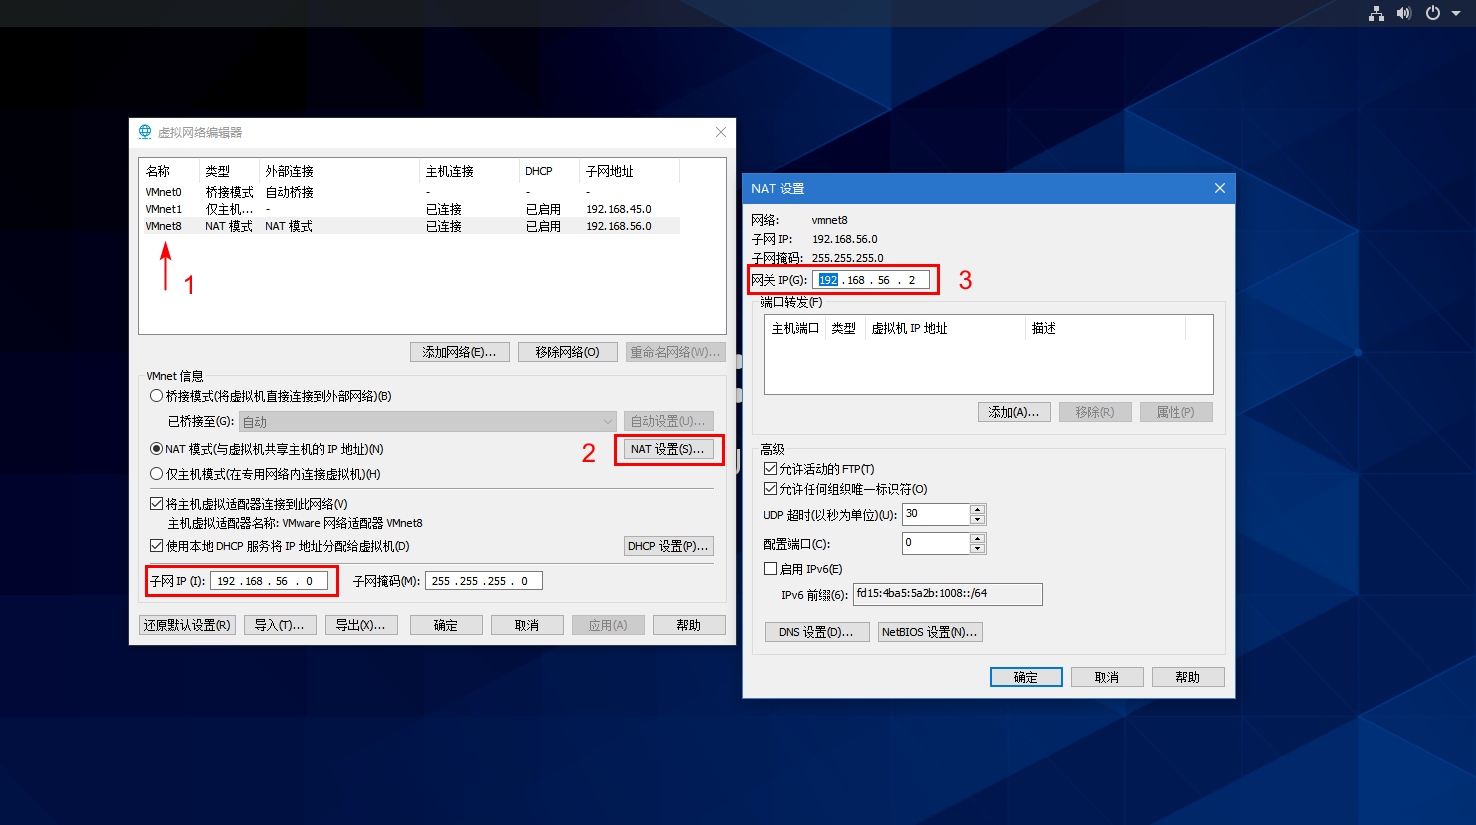 虚拟网络编辑器
名称 类型 外部连接 主机连接 DHCP 子网地址
VMnet0 桥接模式 自动桥接 - - -
VMnet1 仅主机... - 已连接 已启用 192.168.45.0
VMnet8 NAT 模式 NAT 模式 已连接 已启用 192.168.56.0
1
添加网络(E)... 移除网络(O) 重命名网络(W)...
VMnet 信息
桥接模式(将虚拟机直接连接到外部网络)(B)
已桥接至(G): 自动 自动设置(U)...
NAT 模式(与虚拟机共享主机的 IP 地址)(N) 2 NAT 设置(S)...
仅主机模式(在专用网络内连接虚拟机)(H)
将主机虚拟适配器连接到此网络(V)
主机虚拟适配器名称: VMware 网络适配器 VMnet8
使用本地 DHCP 服务将 IP 地址分配给虚拟机(D) DHCP 设置(P)...
子网 IP (I): 192 . 168 . 56 . 0 子网掩码(M): 255 . 255 . 255 . 0
还原默认设置(R) 导入(T)... 导出(X)... 确定 取消 应用(A) 帮助
NAT 设置
网络: vmnet8
子网 IP: 192.168.56.0
子网掩码: 255.255.255.0
网关 IP(G): 192 . 168 . 56 . 2 3
端口转发(F)
主机端口 类型 虚拟机 IP 地址 描述
添加(A)... 移除(R) 属性(P)
高级
允许活动的 FTP(T)
允许任何组织唯一标识符(O)
UDP 超时(以秒为单位)(U): 30
配置端口(C): 0
启用 IPv6(E)
IPv6 前缀(6): fd15:4ba5:5a2b:1008::/64
DNS 设置(D)... NetBIOS 设置(N)...
确定 取消 帮助